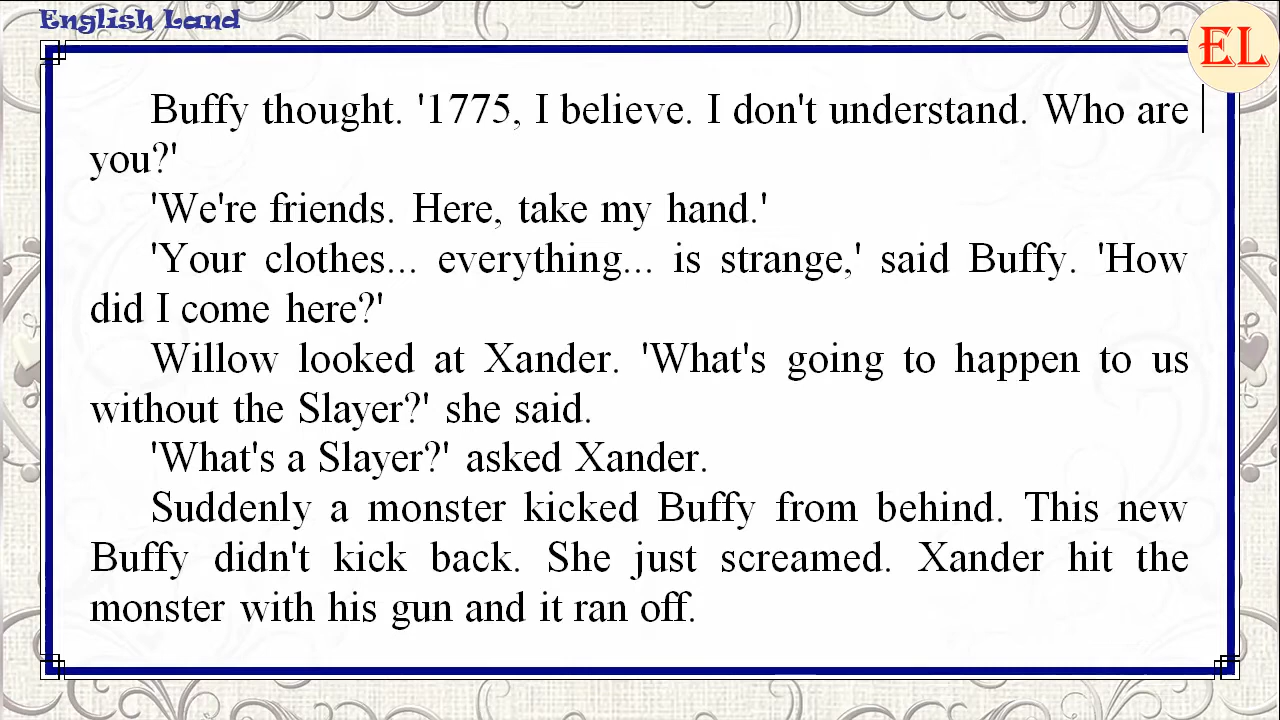 English Land
EL
Buffy thought. '1775, I believe. I don't understand. Who are
you?'
'We're friends. Here, take my hand.'
'Your clothes... everything... is strange,' said Buffy. 'How
did I come here?'
Willow looked at Xander. 'What's going to happen to us
without the Slayer?' she said.
'What's a Slayer?' asked Xander.
Suddenly a monster kicked Buffy from behind. This new
Buffy didn't kick back. She just screamed. Xander hit the
monster with his gun and it ran off.